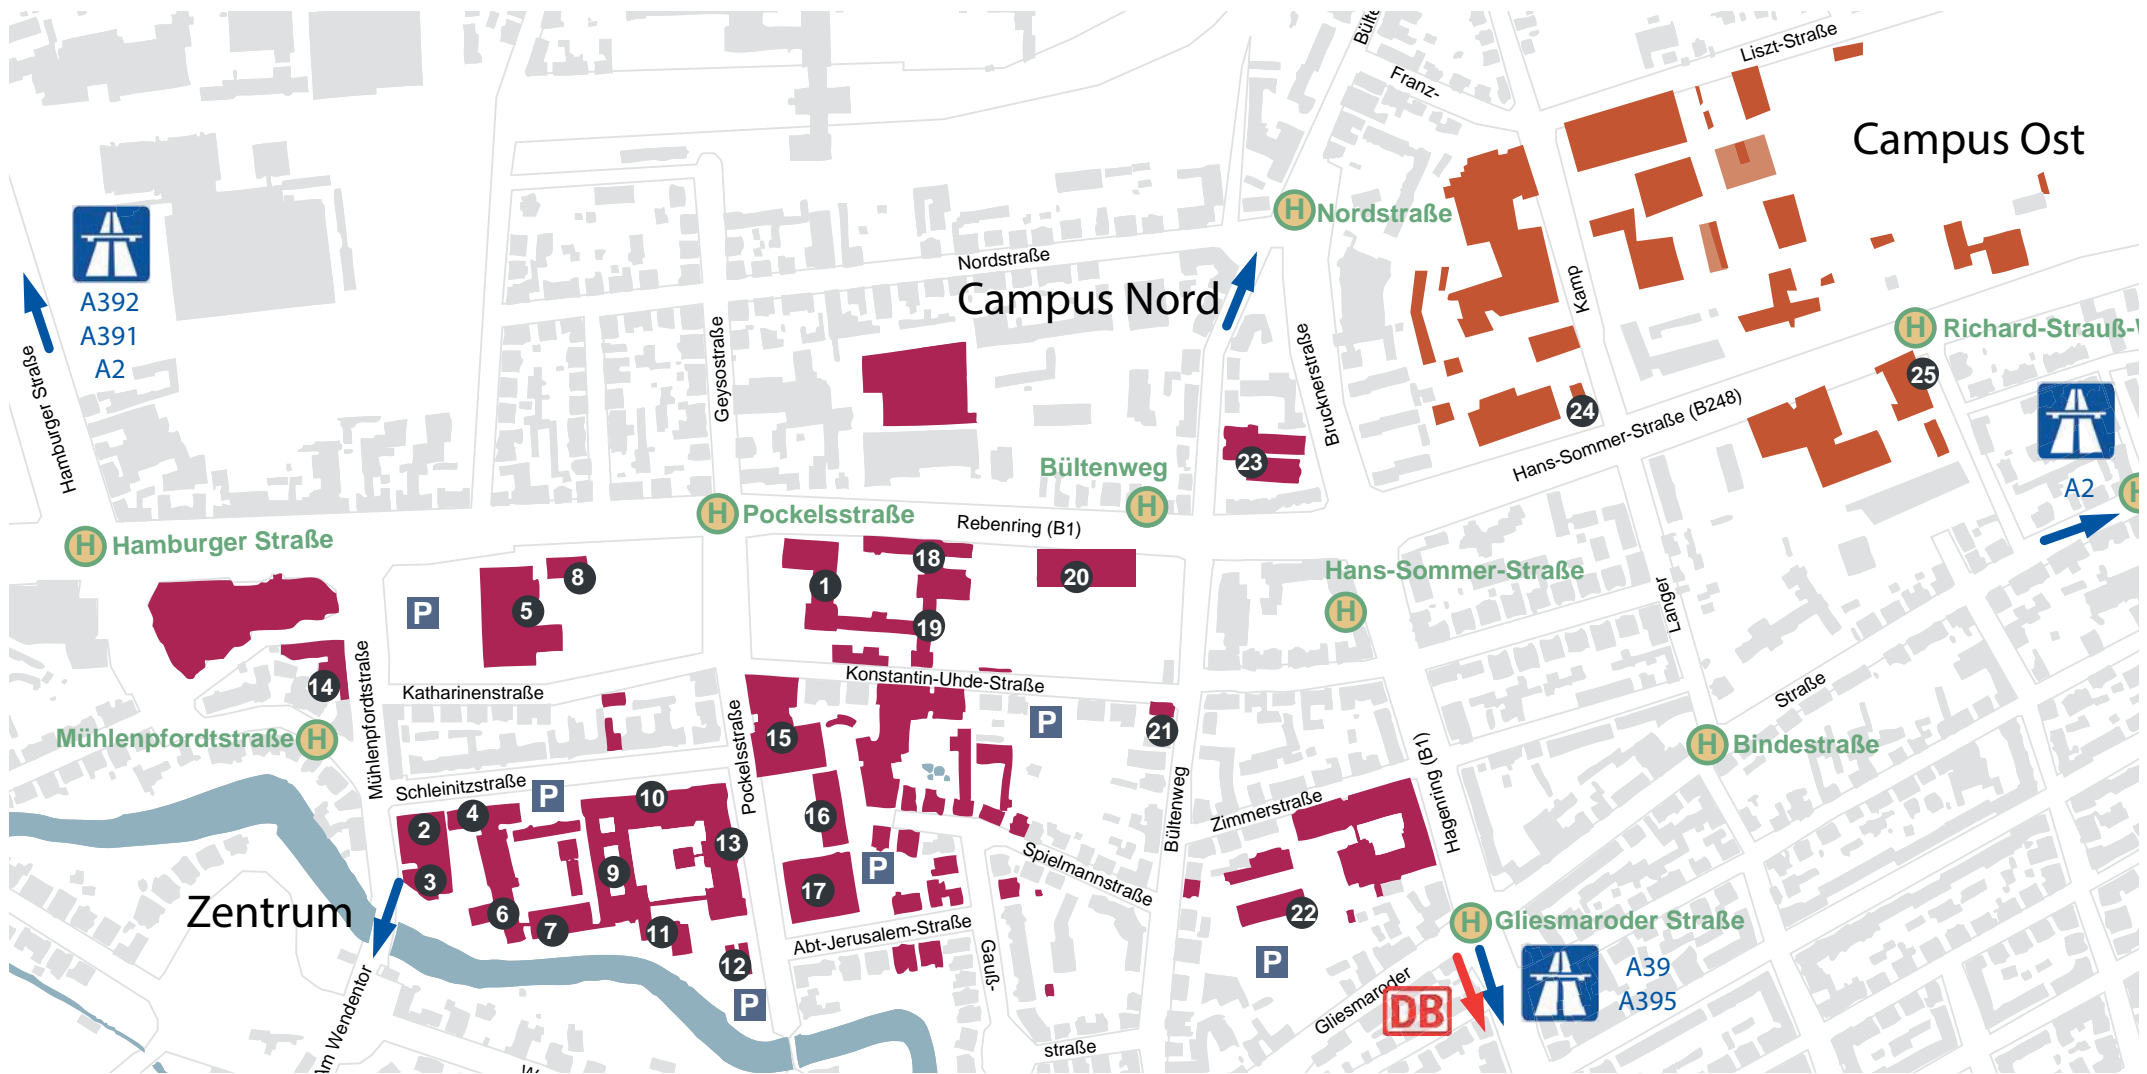 Bülte
Liszt-Straße
Franz-
Campus Ost
H Nordstraße
Nordstraße
Campus Nord
A392
A391
A2
Hamburger Straße
Geysostraße
Brucknerstraße
Kamp
H Richard-Strauß-W
25
24
Hans-Sommer-Straße (B248)
23
Bültenweg
H
A2
H
H Pockelsstraße
Rebenring (B1)
H Hamburger Straße
18
8
1
20
5
P
19
Hans-Sommer-Straße
H
Langer
Straße
14
Mühlenpfordtstraße
Katharinenstraße
Konstantin-Uhde-Straße
P
21
Mühlenpfordtstraße H
15
Pockelsstraße
H Bindestraße
Hagenring (B1)
Schleinitzstraße
P
10
4
2
16
13
Bültenweg
Zimmerstraße
Spielmannstraße
3
9
17
P
Zentrum
6
7
11
12
P
22
H Gliesmaroder Straße
Abt-Jerusalem-Straße
Gauß-
straße
P
Gliesmaroder
DB
A39
A395
Am Wendentor